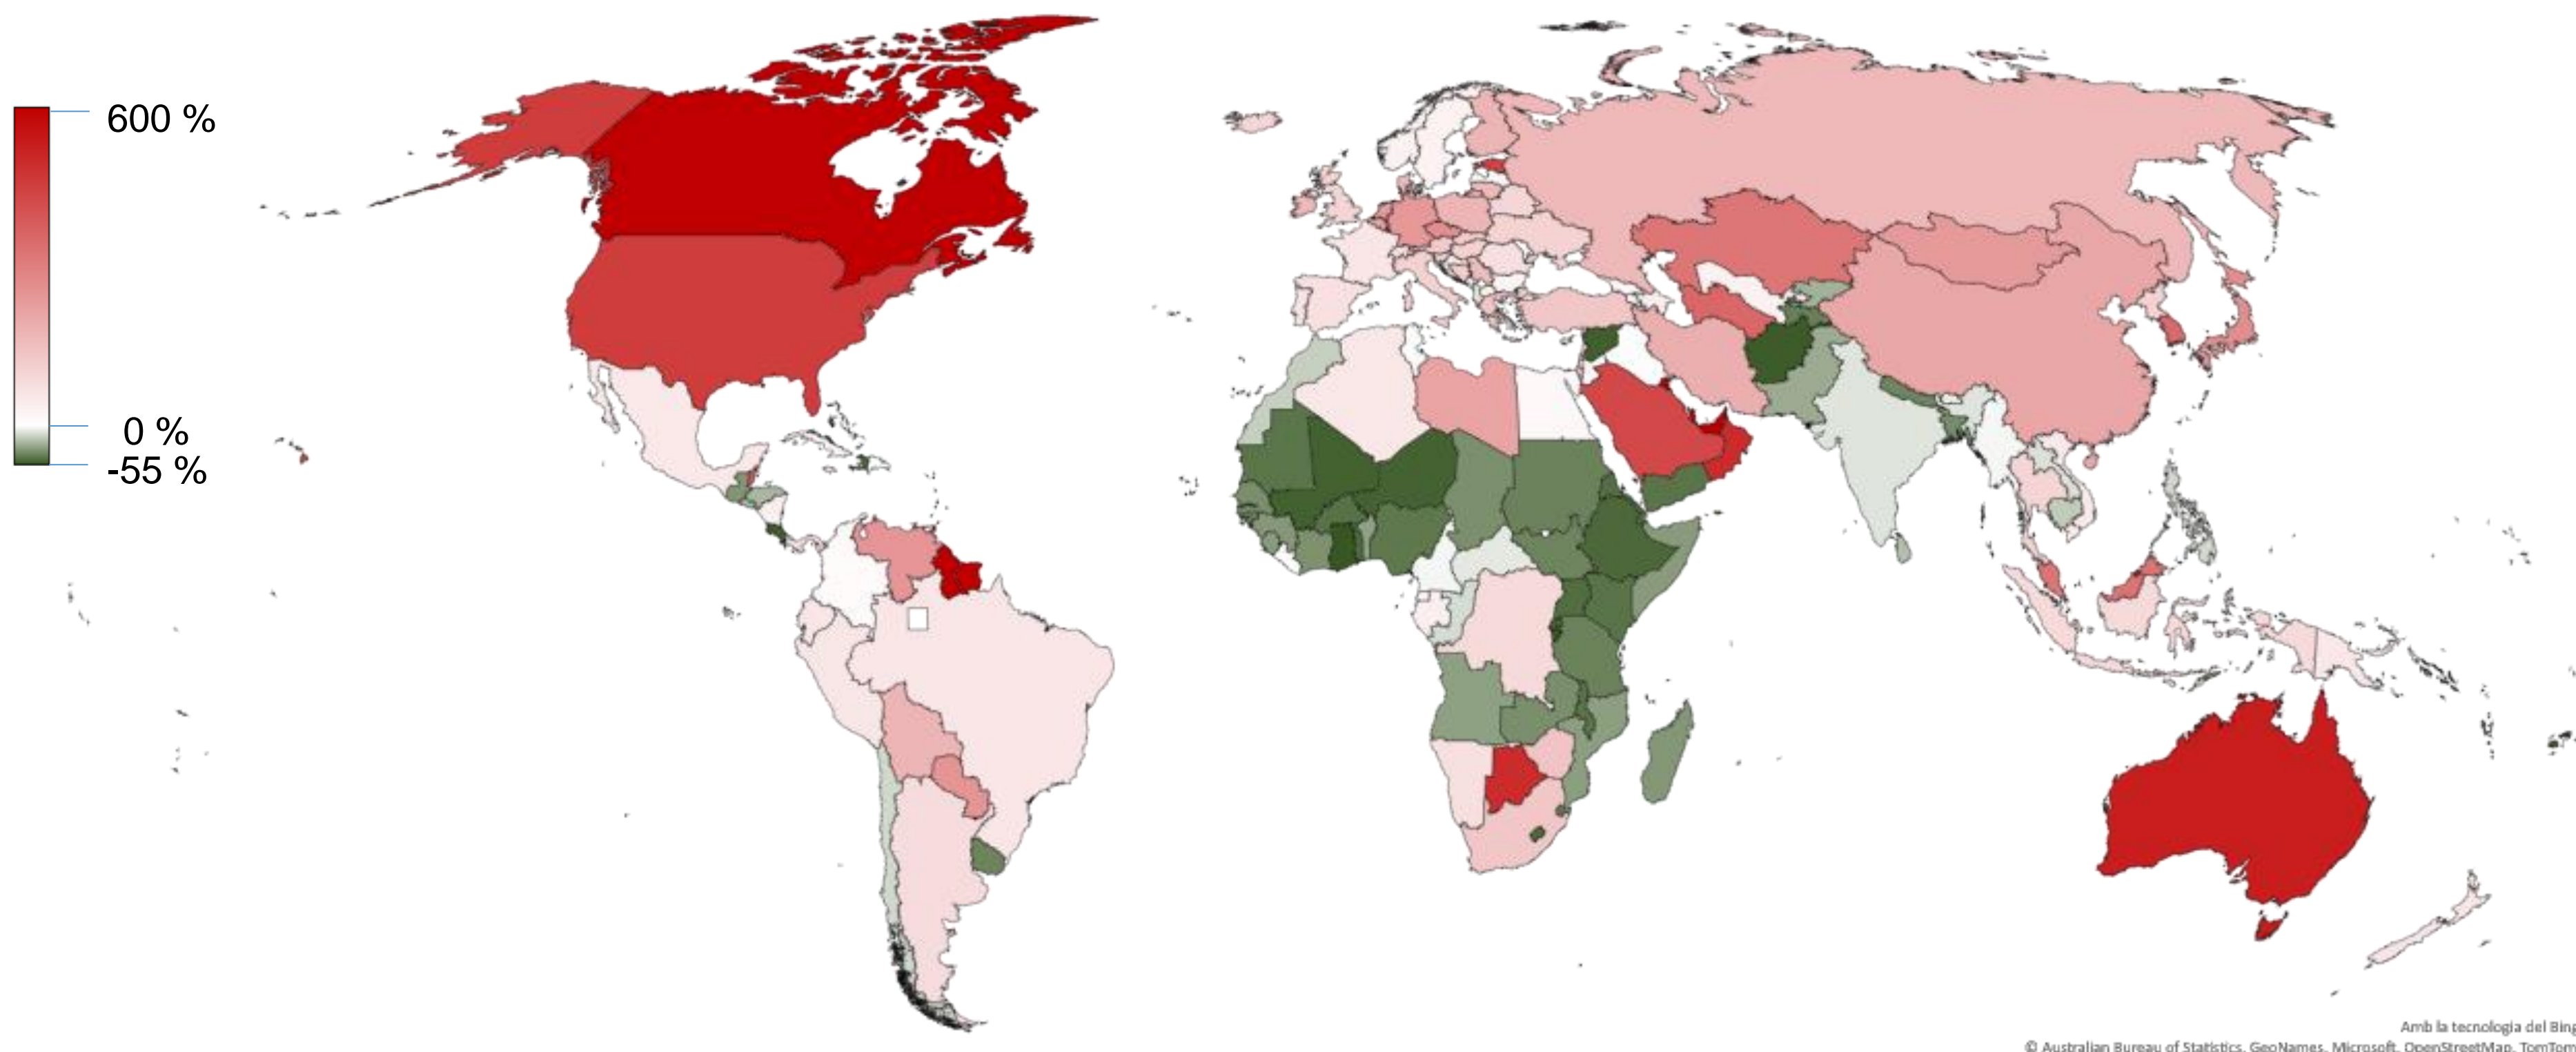 600 %
0 %
-55 %
Amb la tecnologia del Bing
© Australian Bureau of Statistics, GeoNames, Microsoft, OpenStreetMap, TomTom